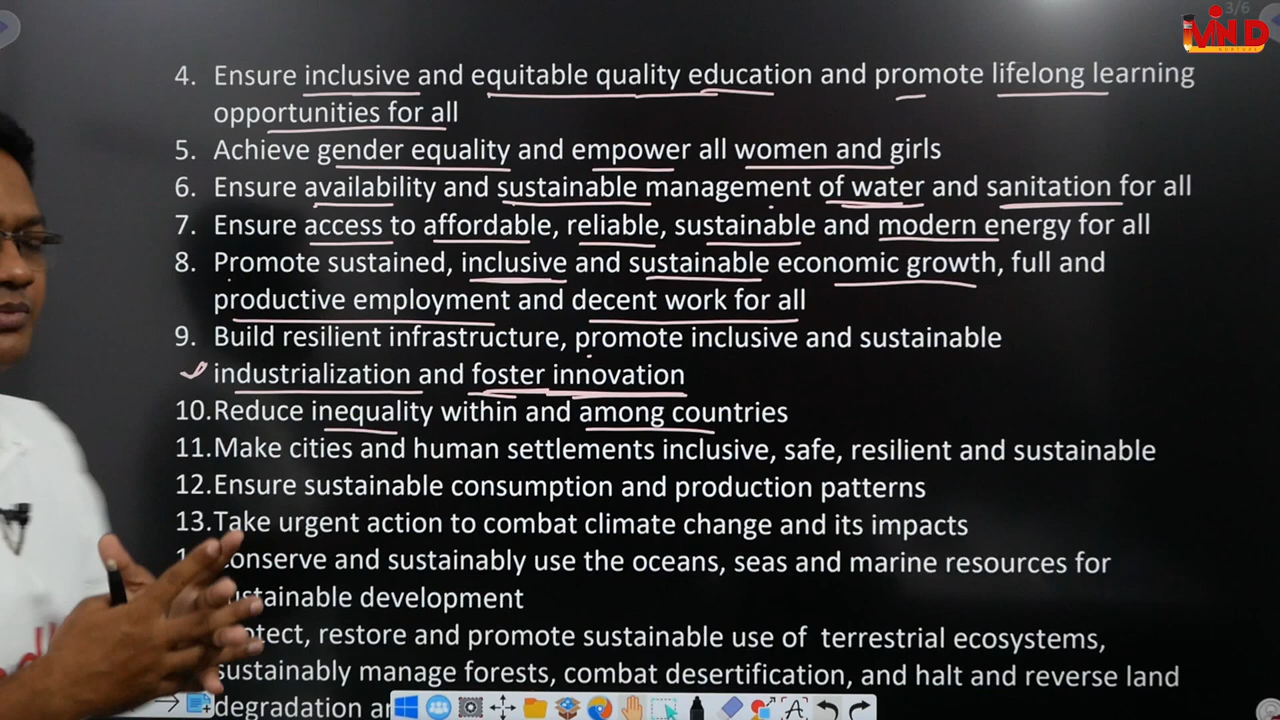 3/6
MIND
NURTURE
4. Ensure inclusive and equitable quality education and promote lifelong learning
opportunities for all
5. Achieve gender equality and empower all women and girls
6. Ensure availability and sustainable management of water and sanitation for all
7. Ensure access to affordable, reliable, sustainable and modern energy for all
8. Promote sustained, inclusive and sustainable economic growth, full and
productive employment and decent work for all
9. Build resilient infrastructure, promote inclusive and sustainable
industrialization and foster innovation
10.Reduce inequality within and among countries
11.Make cities and human settlements inclusive, safe, resilient and sustainable
12.Ensure sustainable consumption and production patterns
13.Take urgent action to combat climate change and its impacts
1 onserve and sustainably use the oceans, seas and marine resources for
ustainable development
otect, restore and promote sustainable use of terrestrial ecosystems,
sustainably manage forests, combat desertification, and halt and reverse land
degradation